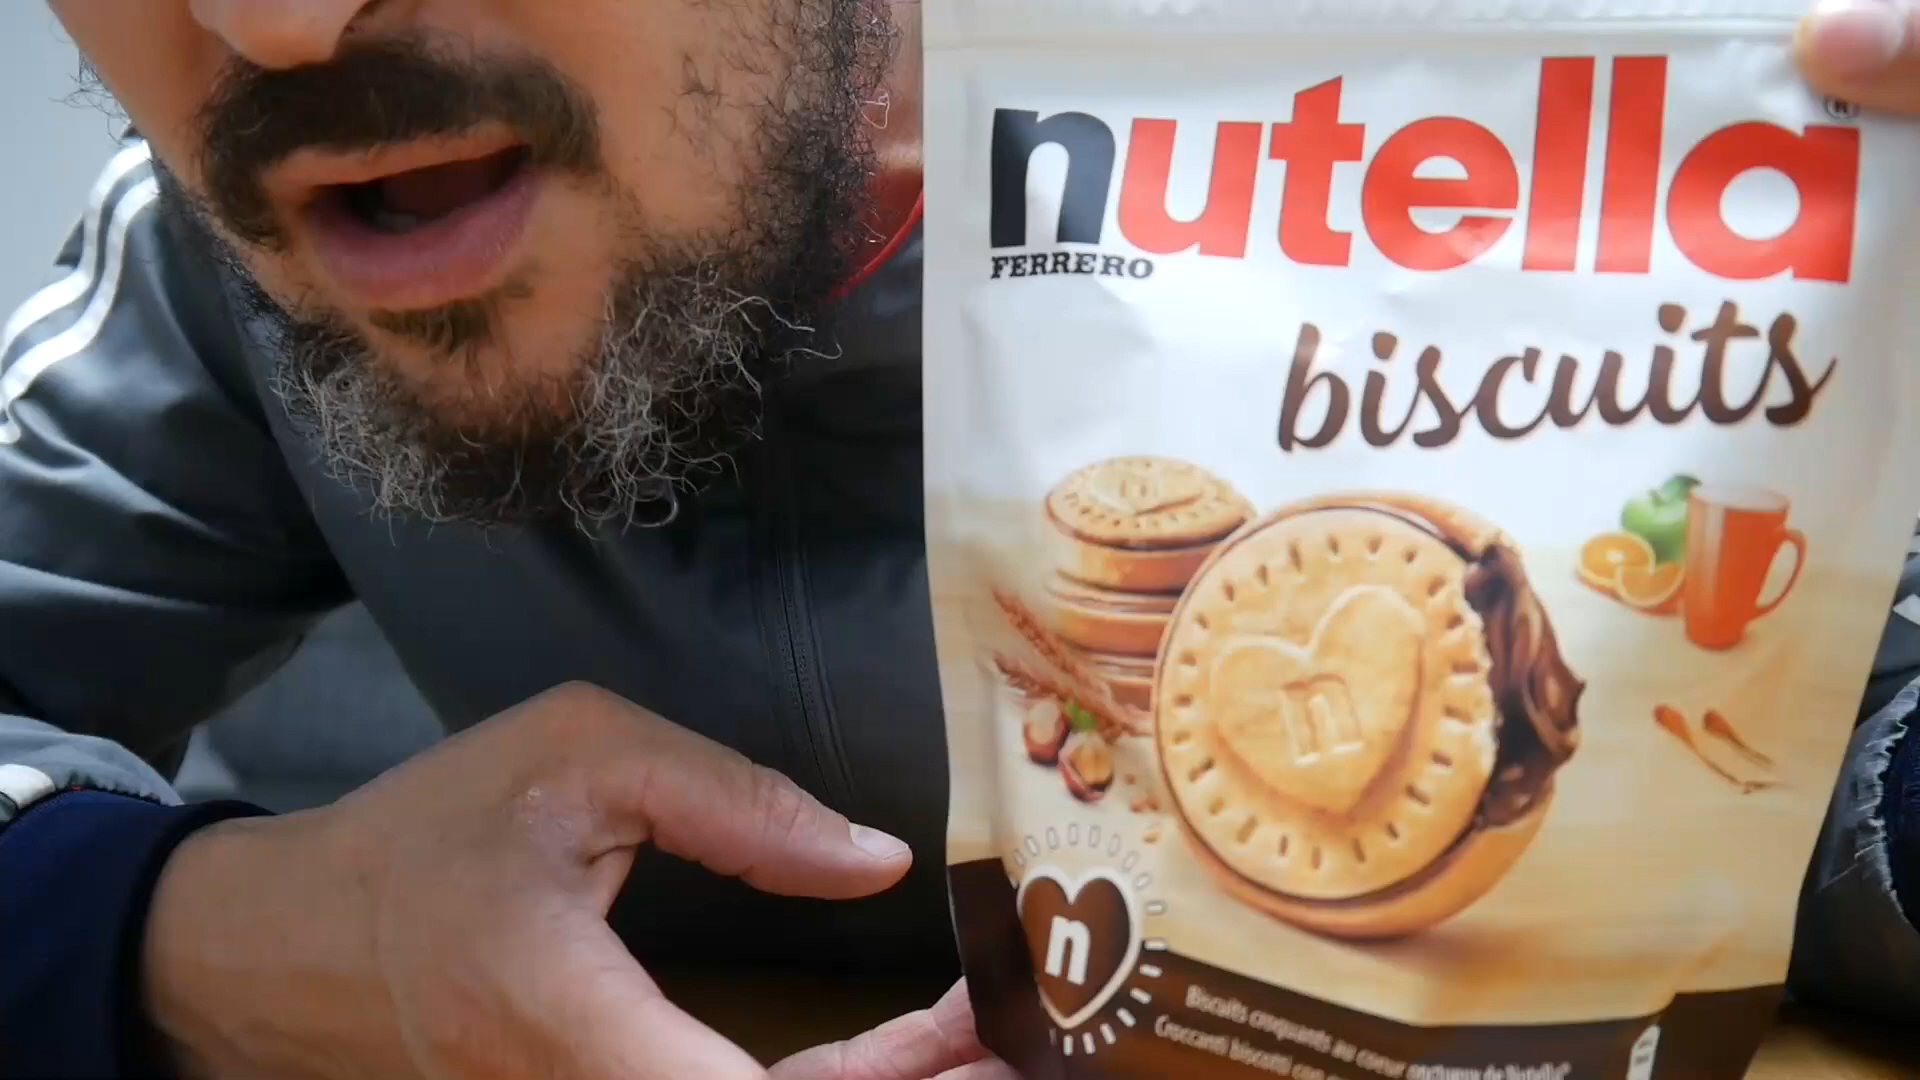 nutella®
FERRERO
biscuits
n
n
Biscuits croquants au coeur onctueux de Nutella®
Croccanti biscotti con